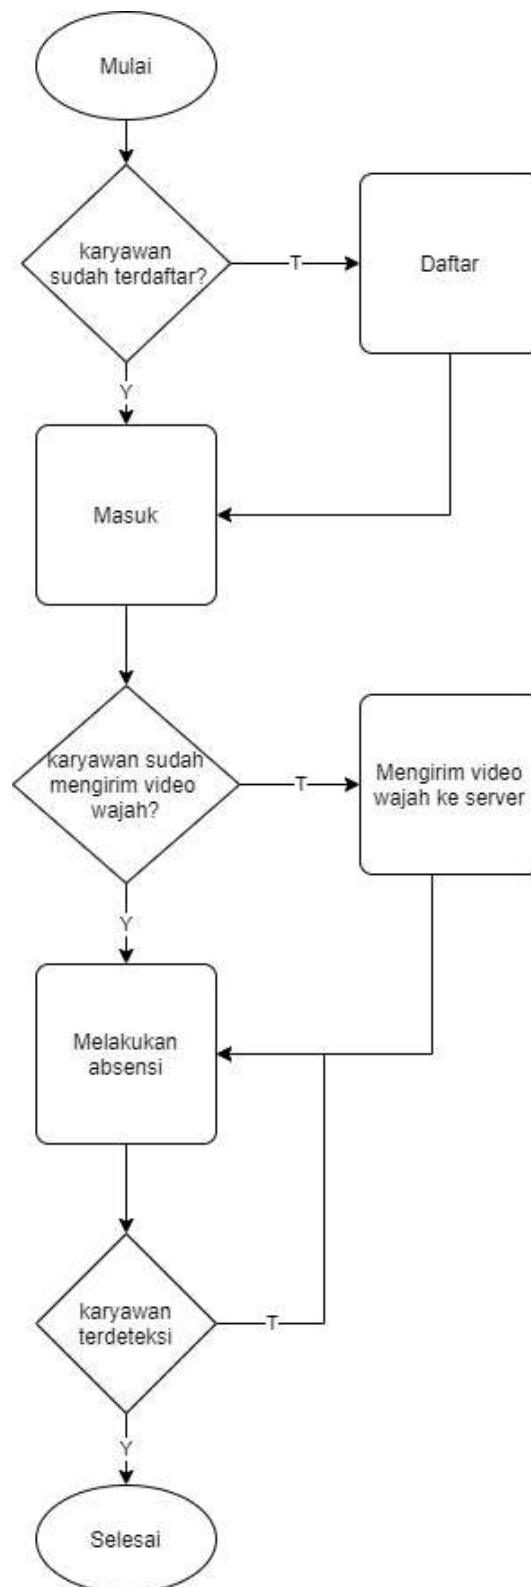 Mulai
karyawan
sudah terdaftar?
T
Daftar
Y
Masuk
karyawan sudah
mengirim video
wajah?
T
Mengirim video
wajah ke server
Y
Melakukan
absensi
karyawan
terdeteksi
T
Y
Selesai